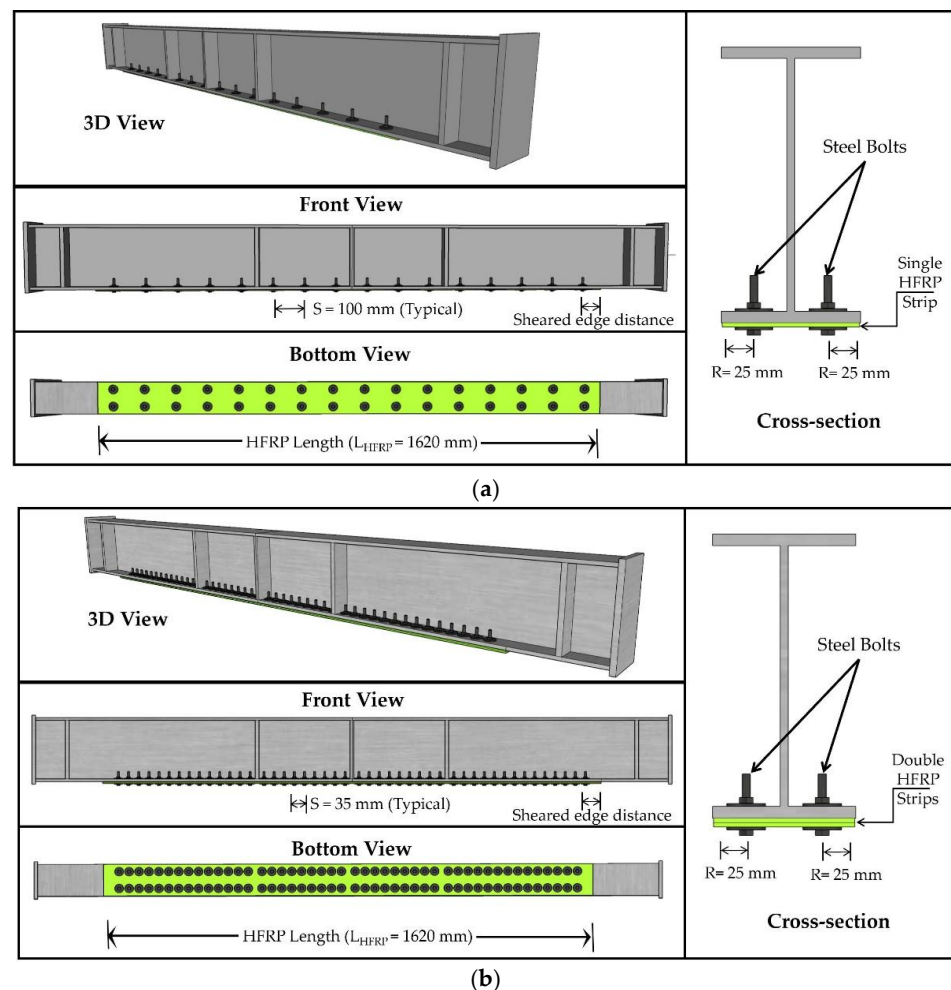 3D View
Front View
S = 100 mm (Typical)
Sheared edge distance
Bottom View
HFRP Length (LHFRP = 1620 mm)
Steel Bolts
Single
HFRP
Strip
R= 25 mm
R= 25 mm
Cross-section
(a)
3D View
Front View
S = 35 mm (Typical)
Sheared edge distance
Bottom View
HFRP Length (LHFRP = 1620 mm)
Steel Bolts
Double
HFRP
Strips
R= 25 mm
R= 25 mm
Cross-section
(b)